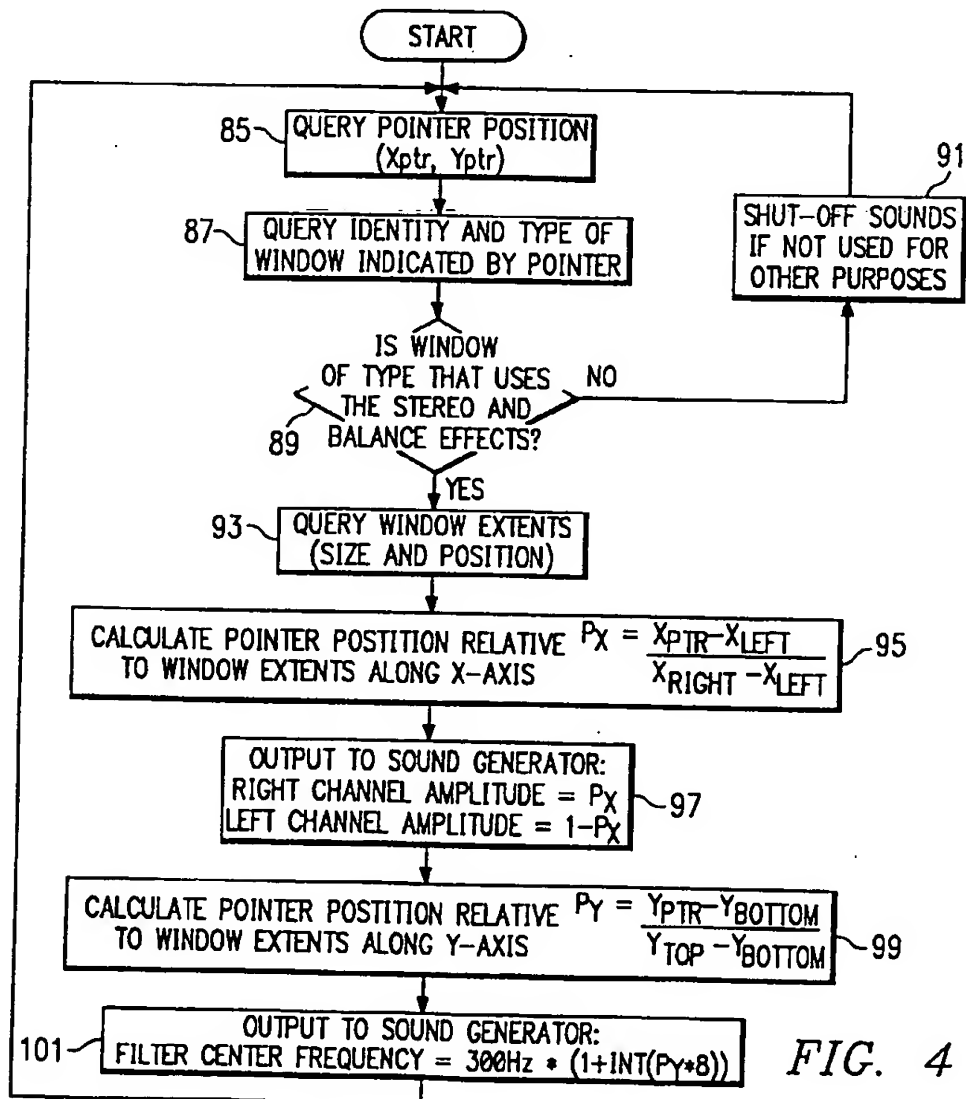 START
85
QUERY POINTER POSITION
(Xptr, Yptr)
91
SHUT-OFF SOUNDS
IF NOT USED FOR
OTHER PURPOSES
87
QUERY IDENTITY AND TYPE OF
WINDOW INDICATED BY POINTER
IS WINDOW
OF TYPE THAT USES
THE STEREO AND
BALANCE EFFECTS?
NO
89
YES
93
QUERY WINDOW EXTENTS
(SIZE AND POSITION)
CALCULATE POINTER POSTITION RELATIVE
TO WINDOW EXTENTS ALONG X-AXIS
PX = XPTR-XLEFT
XRIGHT-XLEFT
95
OUTPUT TO SOUND GENERATOR:
RIGHT CHANNEL AMPLITUDE = PX
LEFT CHANNEL AMPLITUDE = 1-PX
97
CALCULATE POINTER POSTITION RELATIVE
TO WINDOW EXTENTS ALONG Y-AXIS
PY = YPTR-YBOTTOM
YTOP-YBOTTOM
99
OUTPUT TO SOUND GENERATOR:
FILTER CENTER FREQUENCY = 300Hz * (1+INT(PY*8))
101
FIG. 4